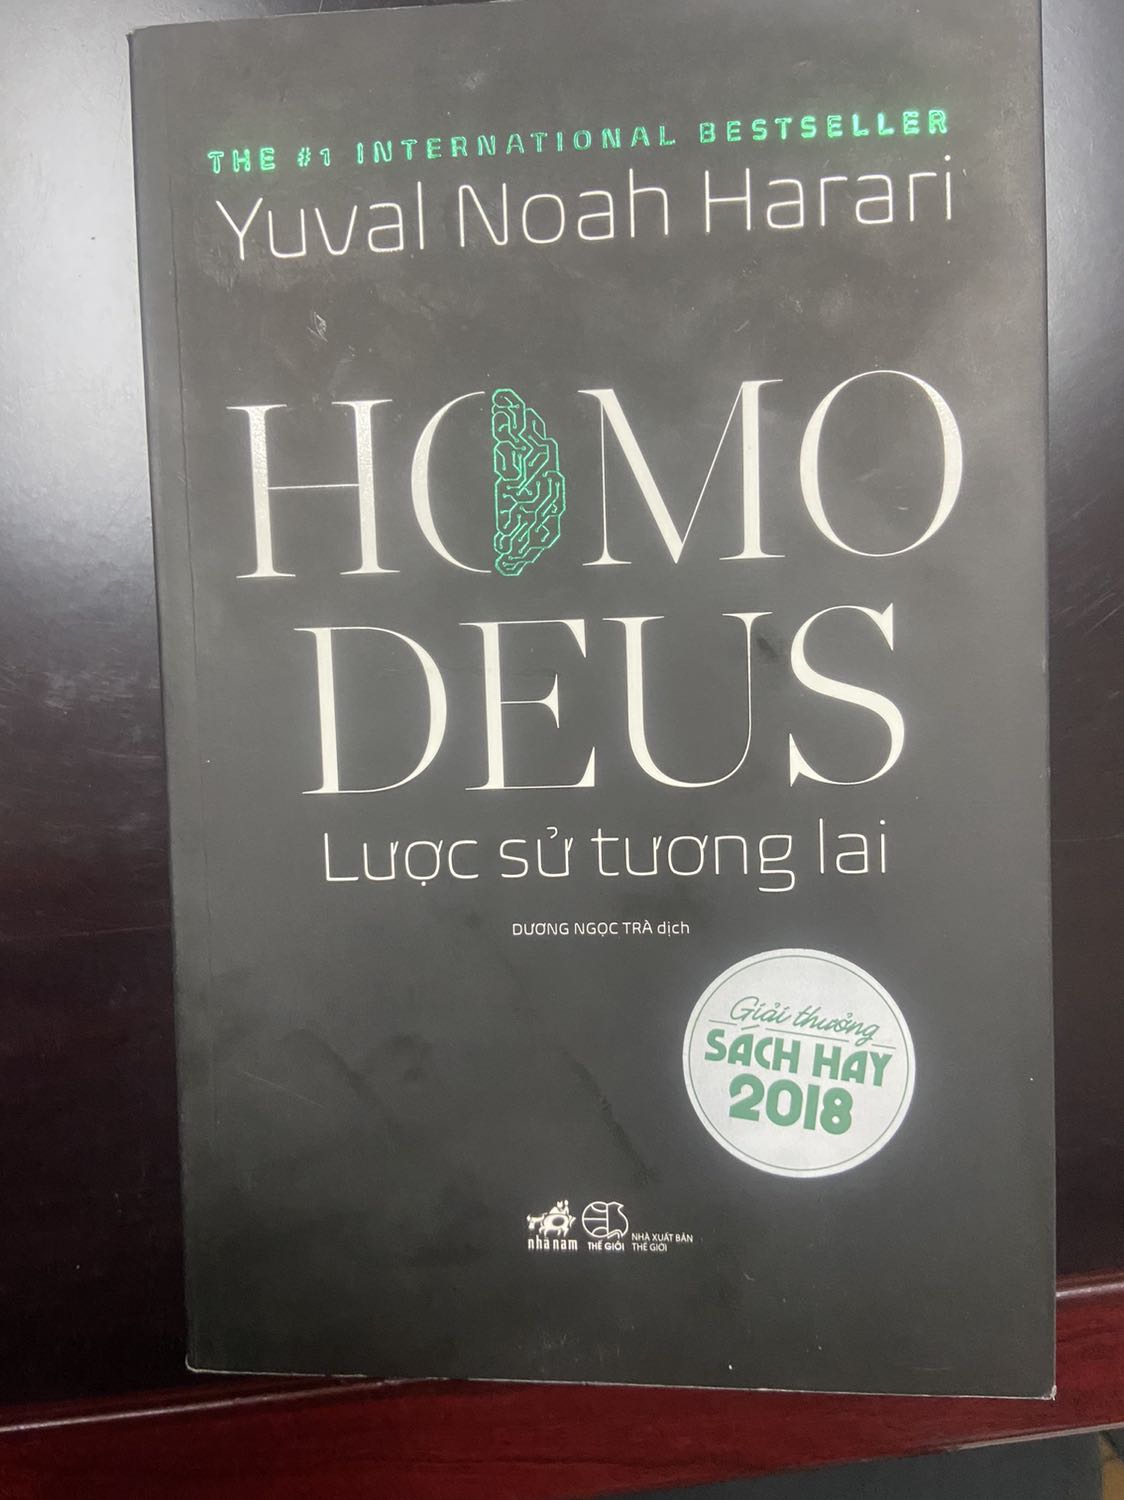 THE #1 INTERNATIONAL BESTSELLER
Yuval Noah Harari
HOMO
DEUS
Lược sử tương lai
DƯƠNG NGỌC TRÀ dịch
Giải thưởng
SÁCH HAY
2018
nhã nam
THẾ GIỚI
NHÀ XUẤT BẢN
THẾ GIỚI